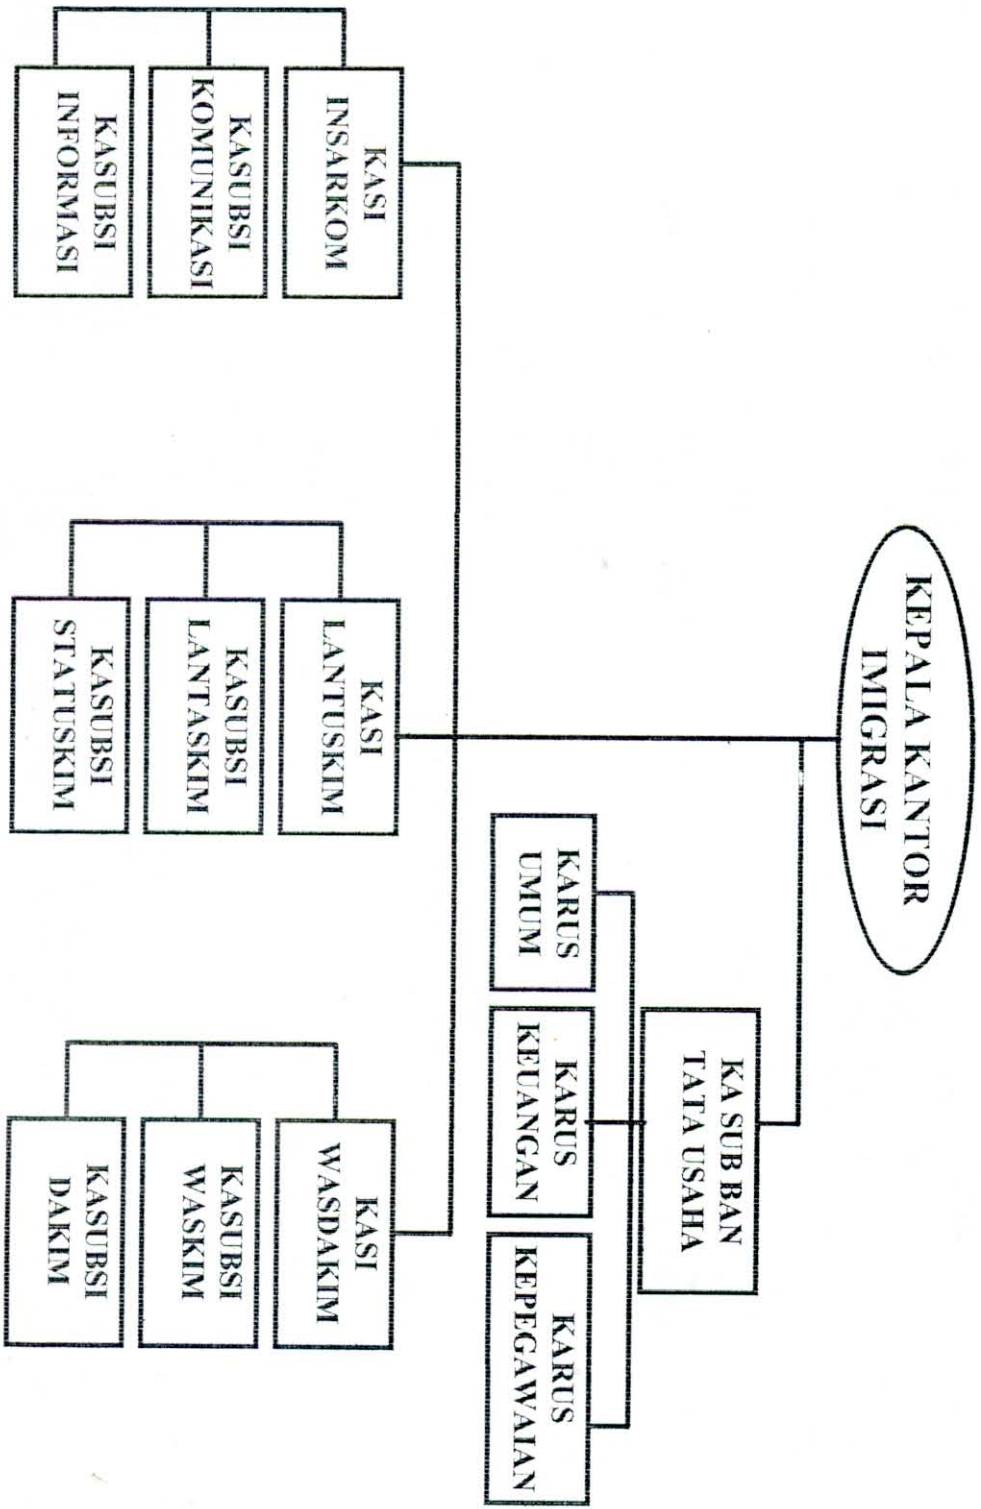 KEPALA KANTOR
IMIGRASI
KA SUB BAN
TATA USAHA
KARUS
UMUM
KARUS
KEUANGAN
KARUS
KEPEGAWAIAN
KASI
INSARKOM
KASUBSI
KOMUNIKASI
KASUBSI
INFORMASI
KASI
LANTUSKIM
KASUBSI
LANTASKIM
KASUBSI
STATUSKIM
KASI
WASDAKIM
KASUBSI
WASKIM
KASUBSI
DAKIM